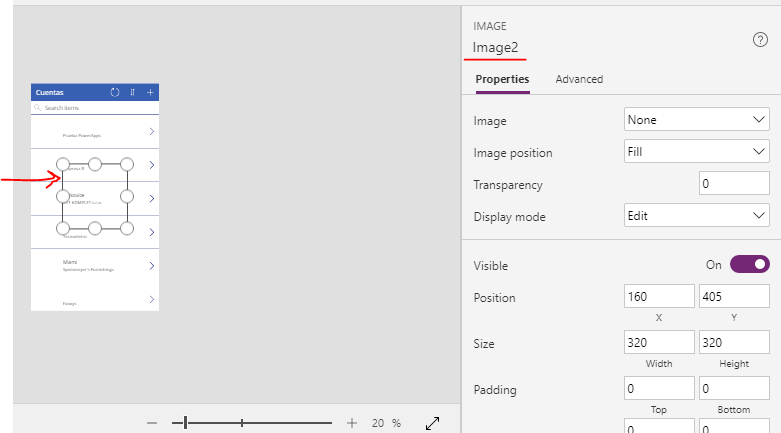 IMAGE
Image2
Properties Advanced
Image None
Image position Fill
Transparency 0
Display mode Edit
Visible On
Position 160 405
X Y
Size 320 320
Width Height
Padding 0 0
Top Bottom
0 0
Cuentas
Search items
Prueba PowerApps
Miami
Spotsmeyer's Furnishings
20 %